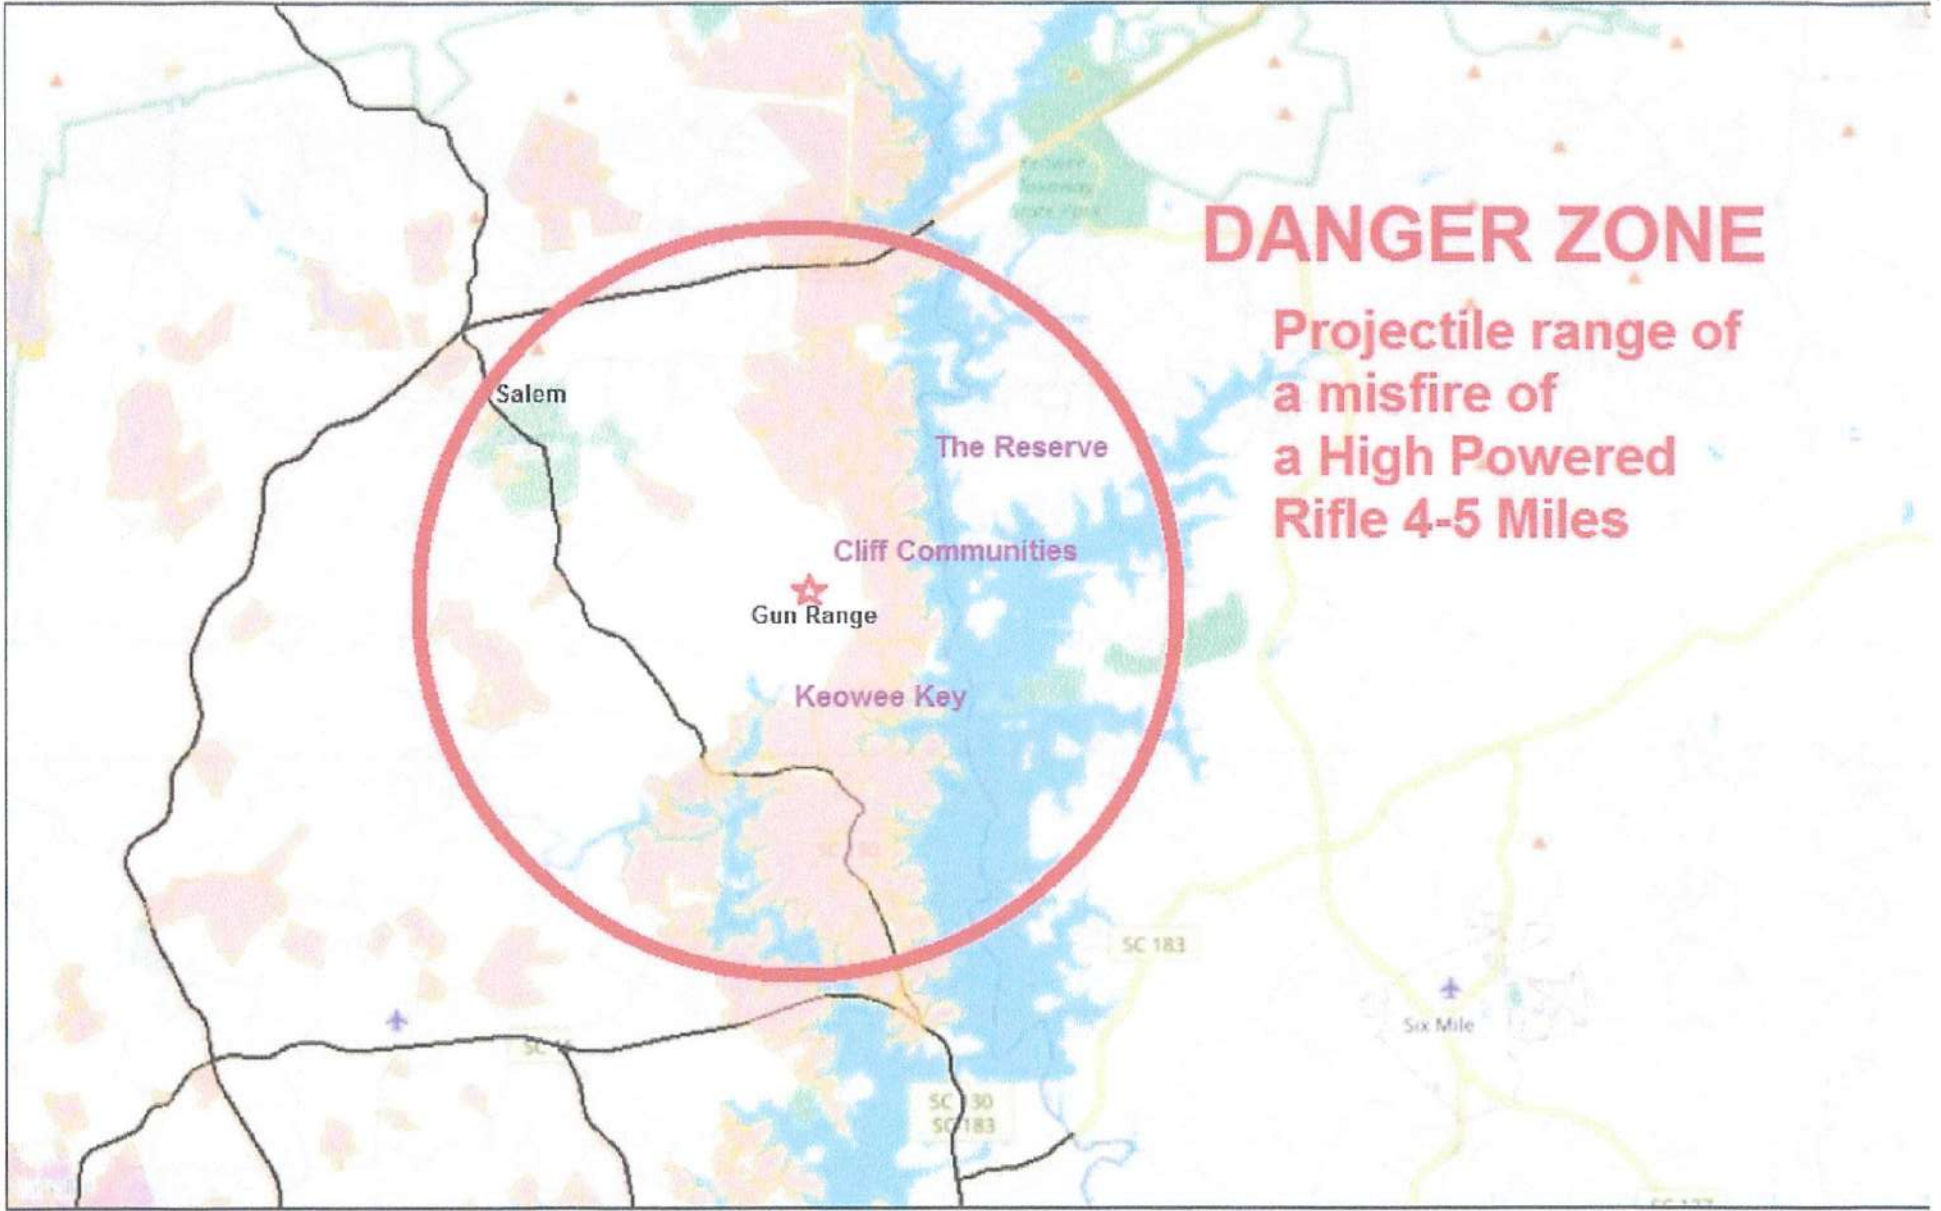 DANGER ZONE
Projectile range of
a misfire of
a High Powered
Rifle 4-5 Miles
Salem
The Reserve
Cliff Communities
Gun Range
Keowee Key
SC 183
Six Mile
SC
SC 130
SC 183